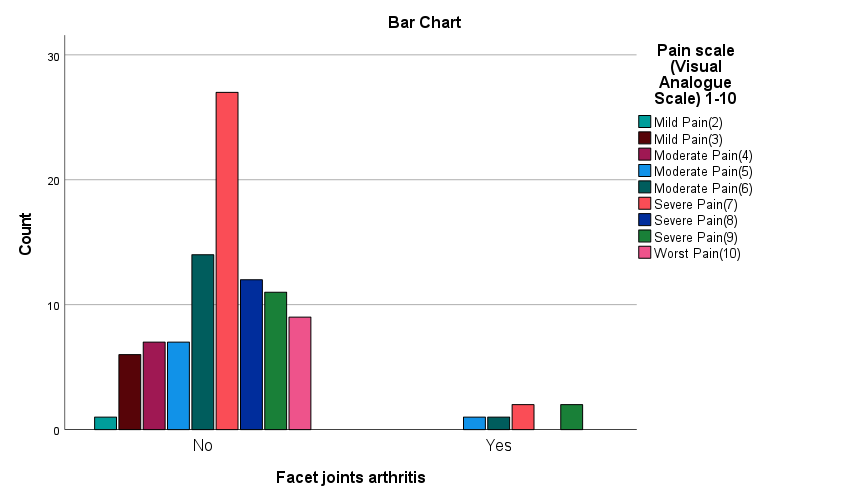 Bar Chart
Pain scale
(Visual
Analogue
Scale) 1-10
Mild Pain(2)
Mild Pain(3)
Moderate Pain(4)
Moderate Pain(5)
Moderate Pain(6)
Severe Pain(7)
Severe Pain(8)
Severe Pain(9)
Worst Pain(10)
Count
30
20
10
0
No Yes
Facet joints arthritis